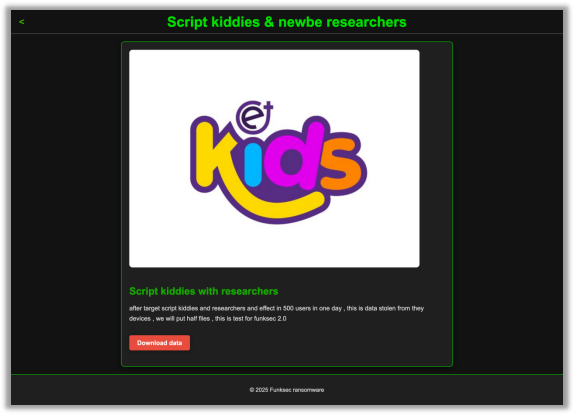 <
Script kiddies & newbe researchers
et
Kids
Script kiddies with researchers
after target script kiddies and researchers and effect in 500 users in one day , this is data stolen from they
devices , we will put half files , this is test for funksec 2.0
Download data
© 2025 Funksec ransomware